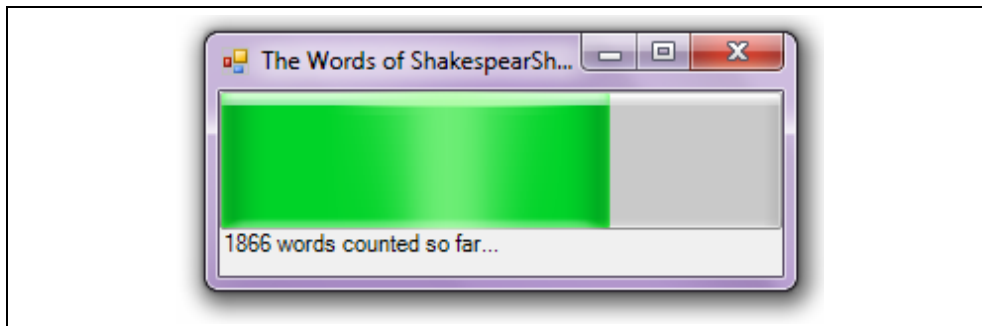 The Words of ShakespearSh...
1866 words counted so far...